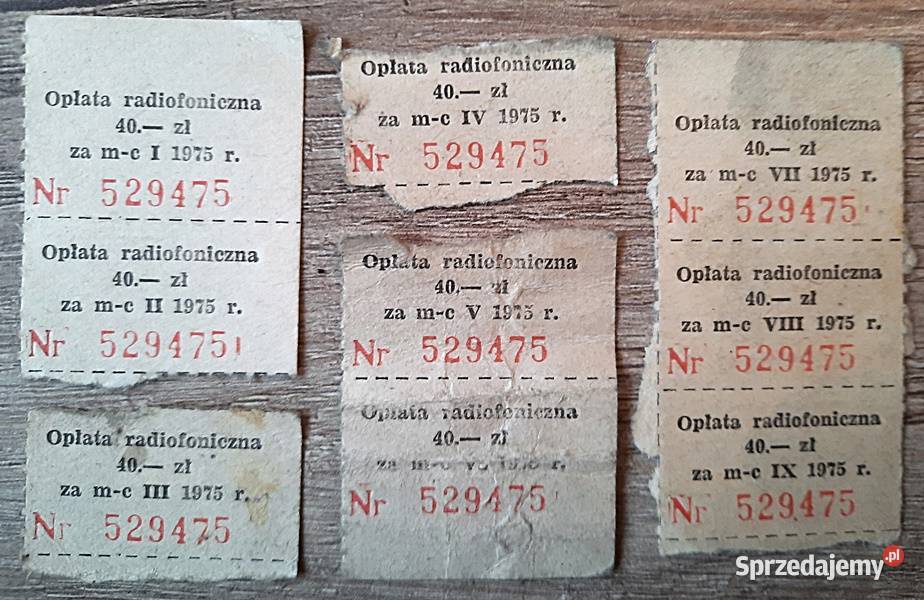 Opłata radiofoniczna
40.— zł
za m-c I 1975 r.
Nr 529475
Opłata radiofoniczna
40.— zł
za m-c II 1975 r.
Nr 529475
Opłata radiofoniczna
40.— zł
za m-c III 1975 r.
Nr 529475
Opłata radiofoniczna
40.— zł
za m-c IV 1975 r.
Nr 529475
Opłata radiofoniczna
40.— zł
za m-c V 1975 r.
Nr 529475
Opłata radiofoniczna
40.— zł
za m-c VI 1975 r.
Nr 529475
Opłata radiofoniczna
40.— zł
za m-c VII 1975 r.
Nr 529475
Opłata radiofoniczna
40.— zł
za m-c VIII 1975 r.
Nr 529475
Opłata radiofoniczna
40.— zł
za m-c IX 1975 r.
Nr 529475
Sprzedajemy.pl